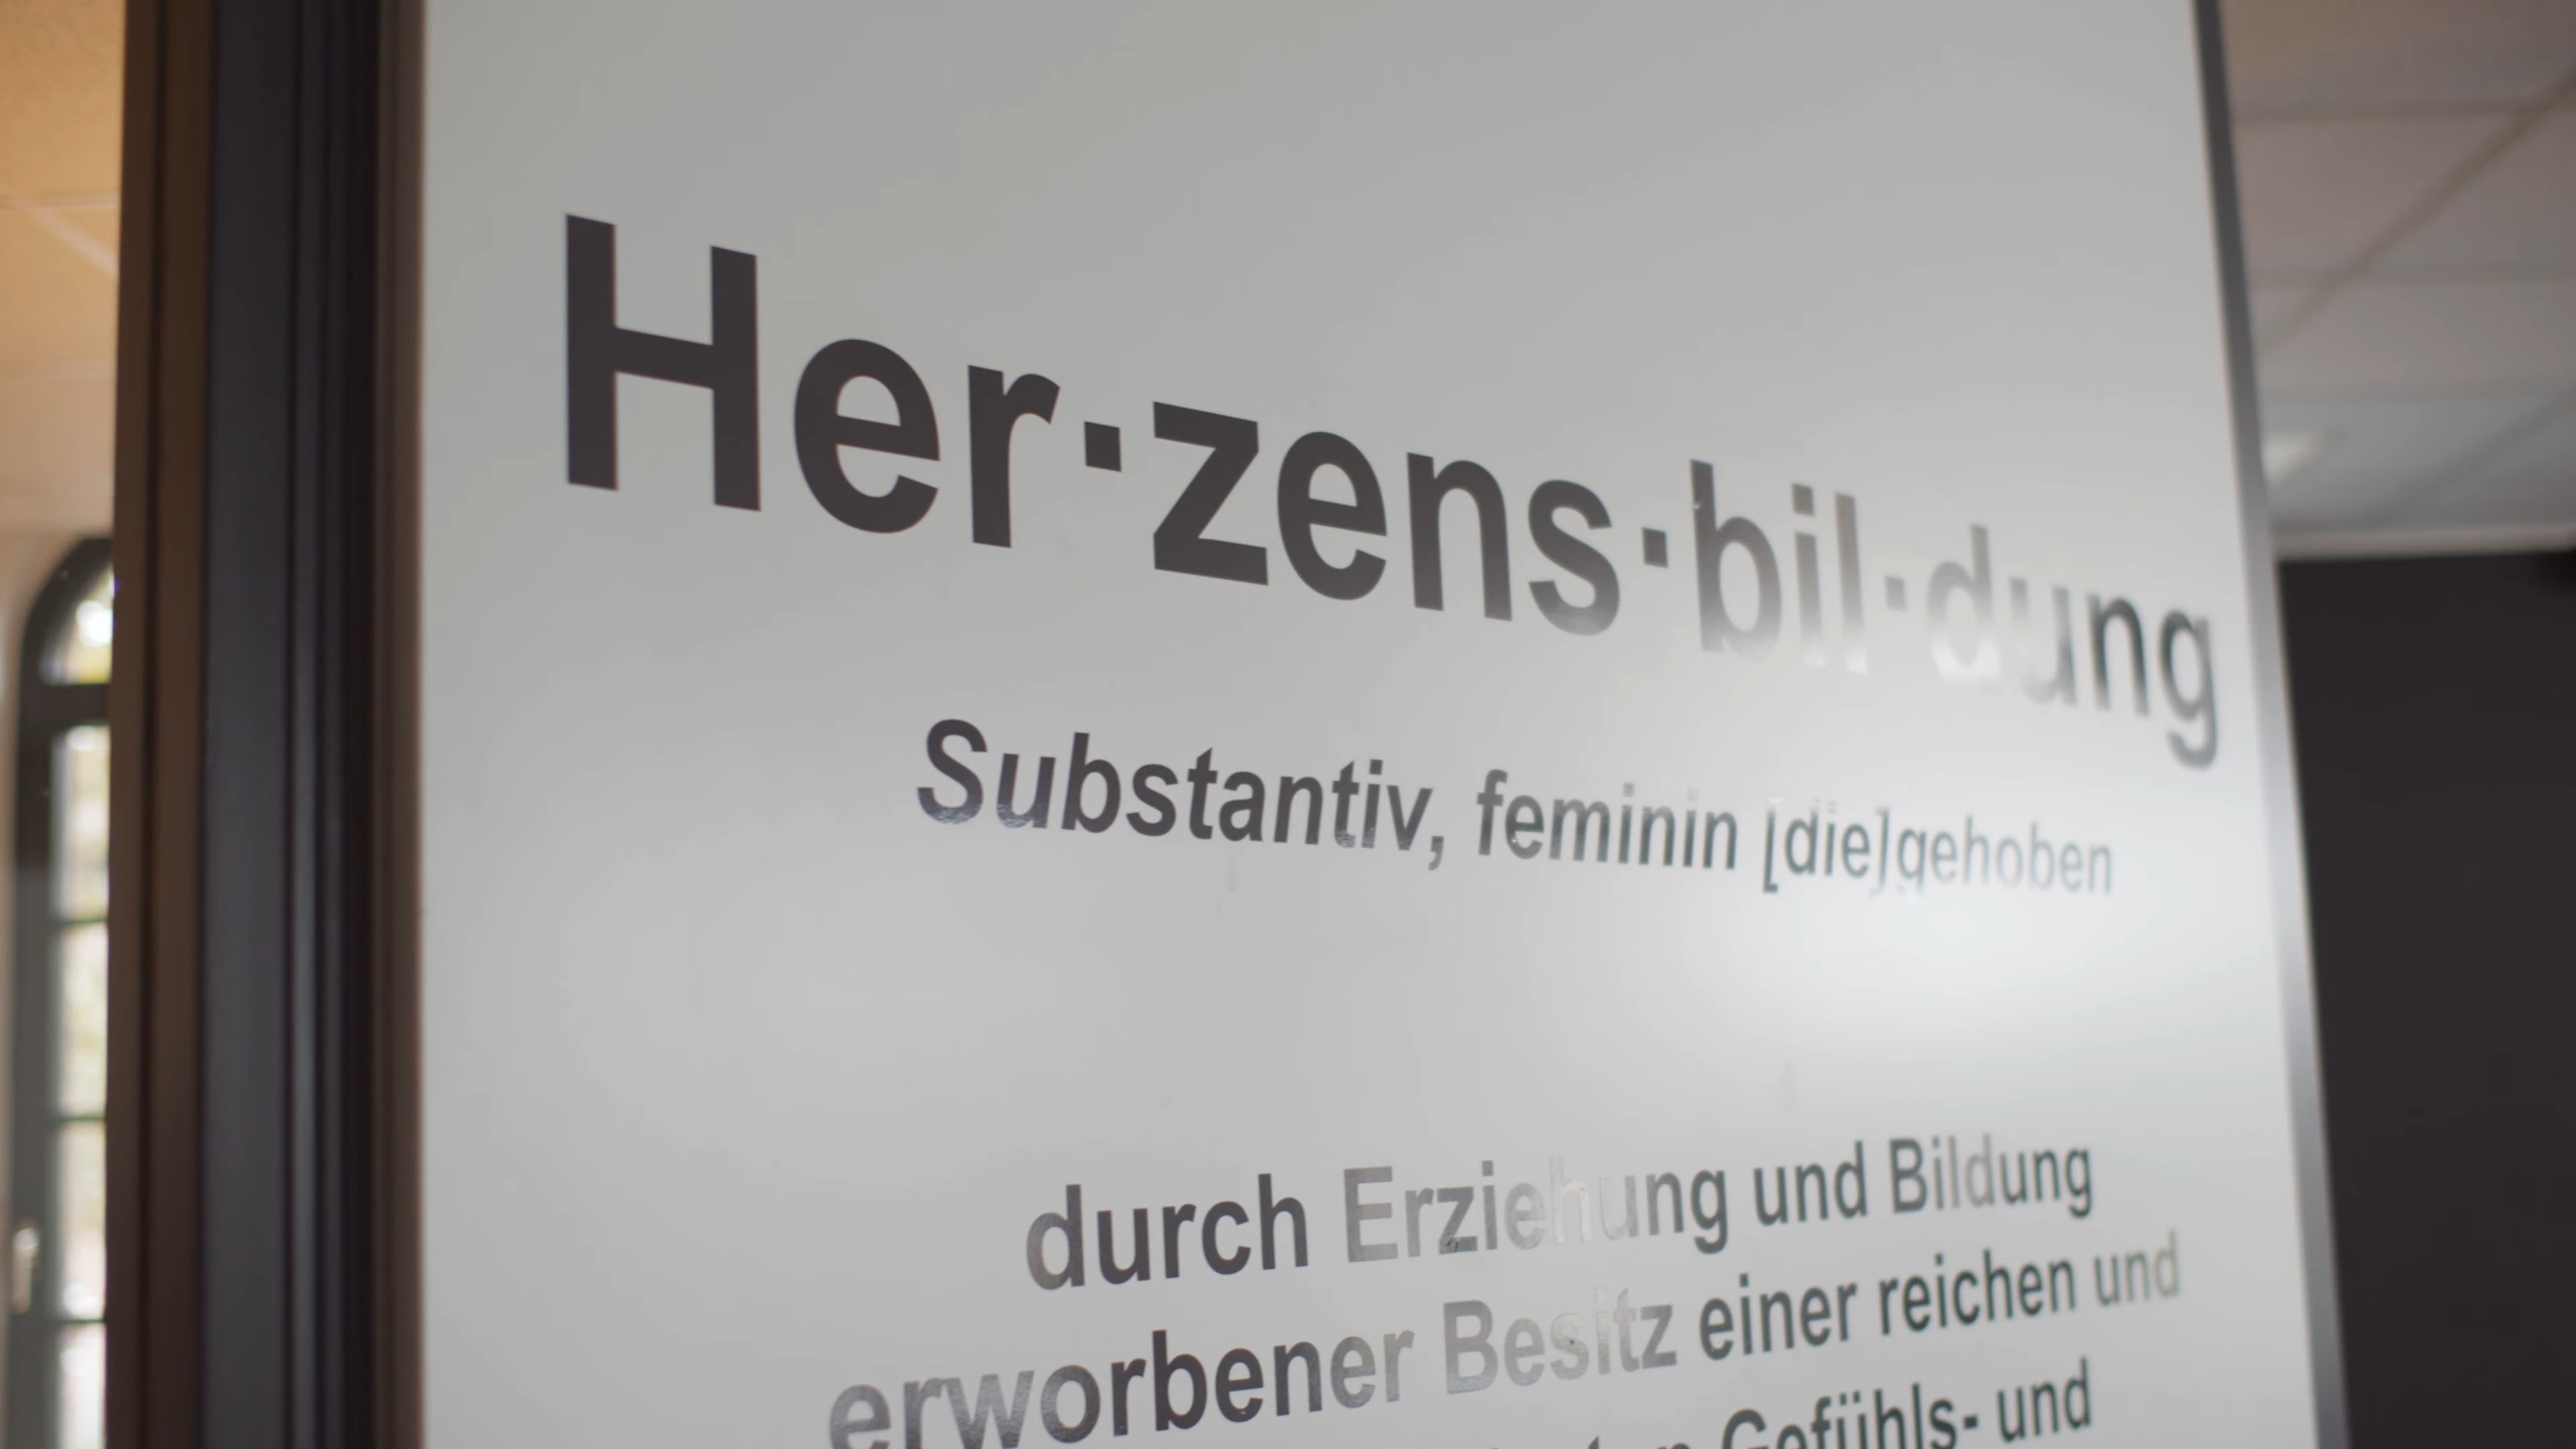 Her·zens·bil·dung
Substantiv, feminin [die]gehoben
durch Erziehung und Bildung
erworbener Besitz einer reichen und
Gefühls- und